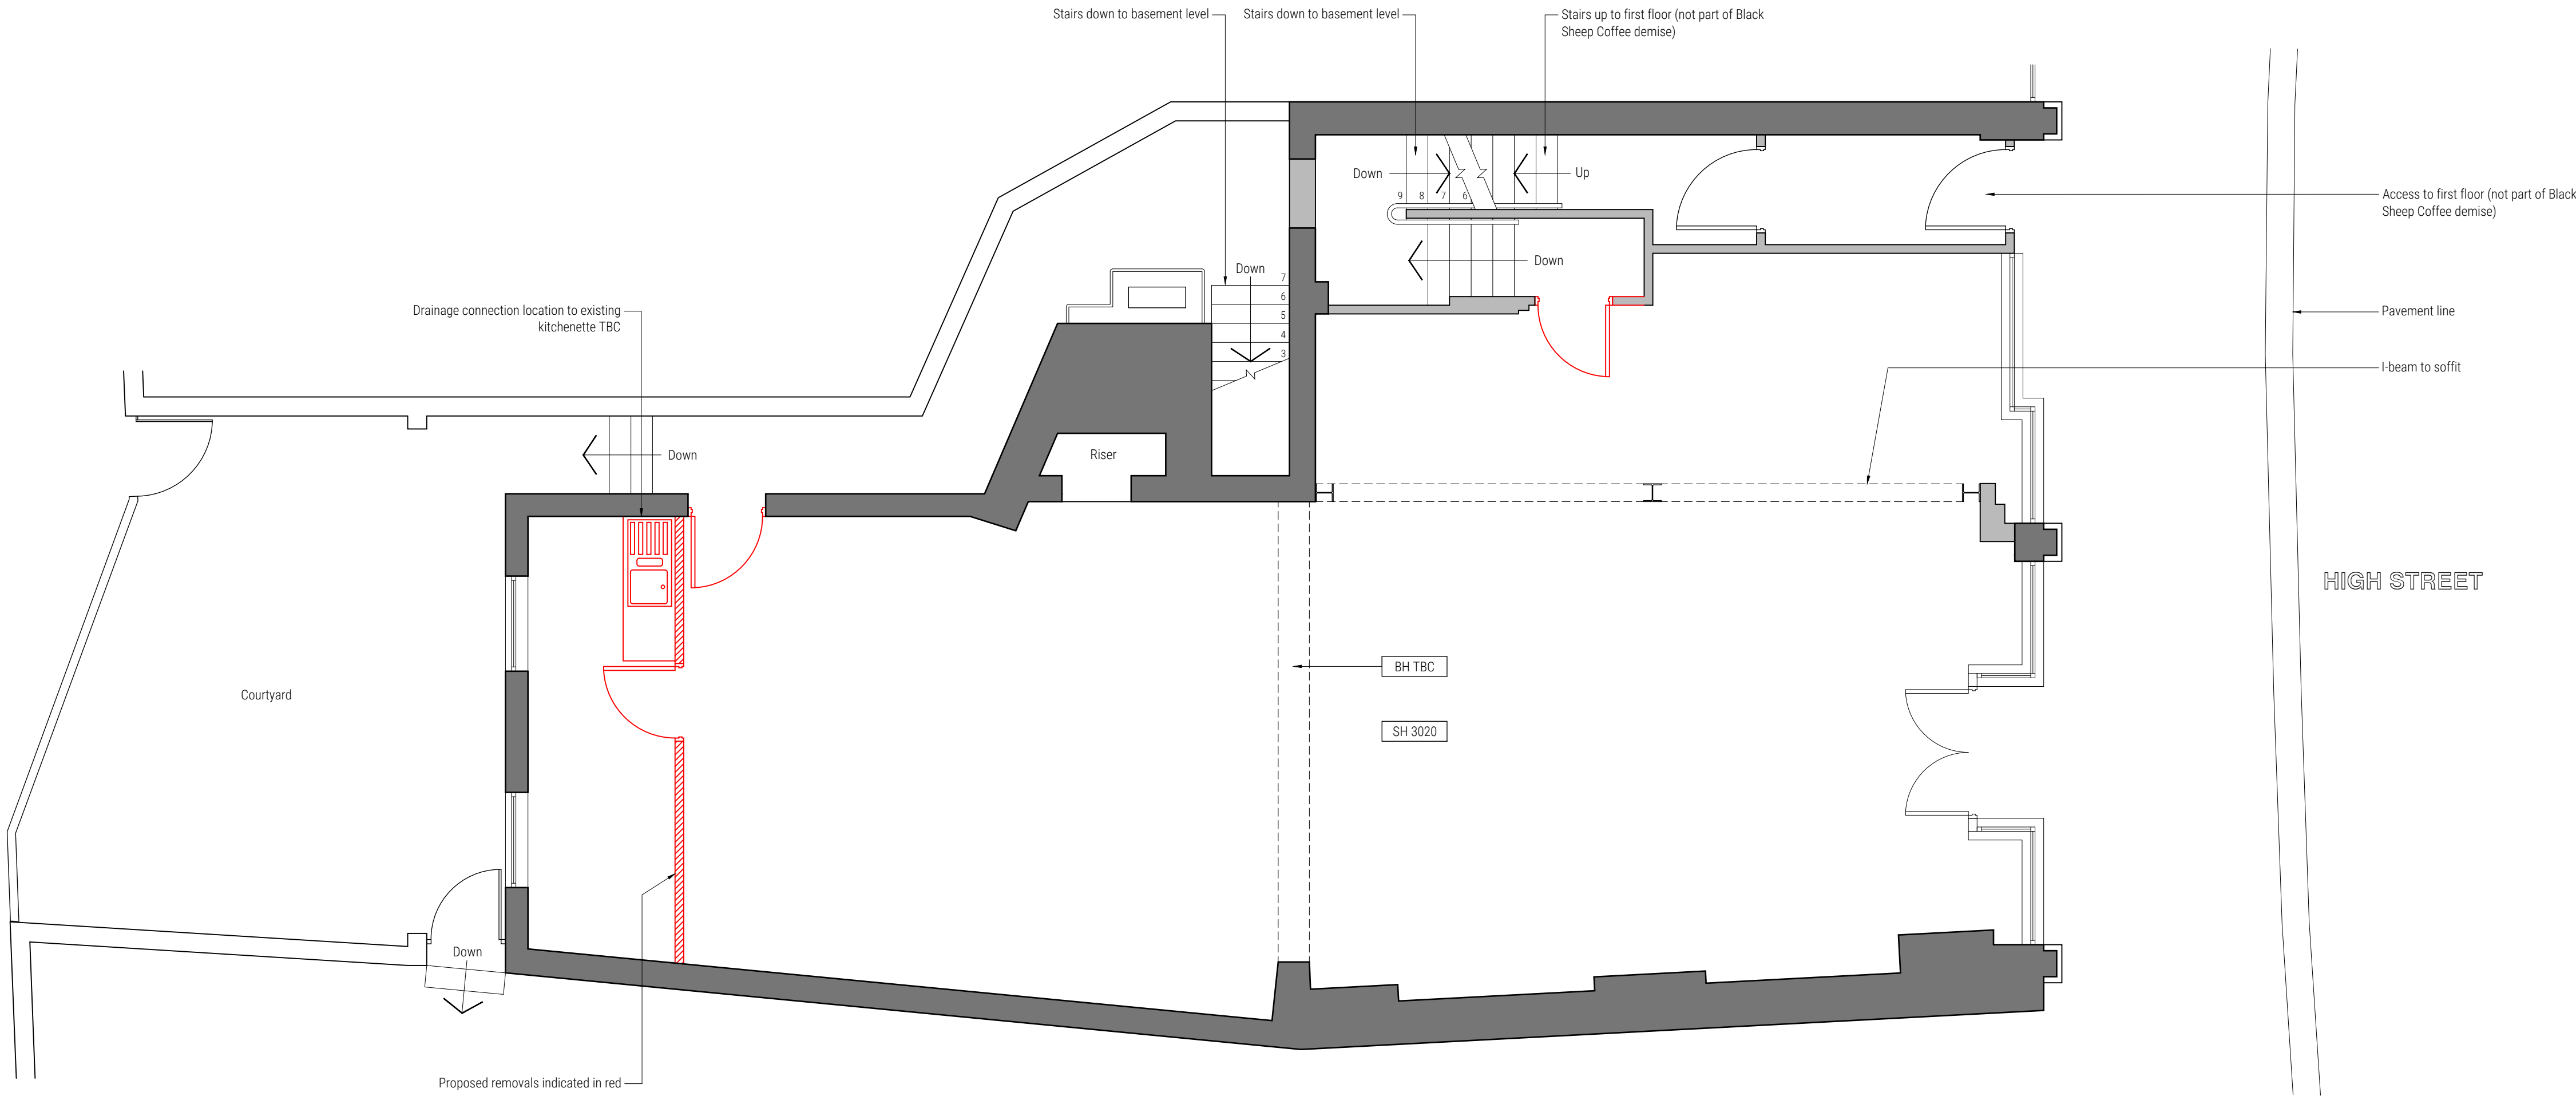 Stairs down to basement level
Stairs down to basement level
Stairs up to first floor (not part of Black
Sheep Coffee demise)
Down
Up
9 8 7 6
Access to first floor (not part of Black
Sheep Coffee demise)
Down
Down
7
6
5
4
3
Drainage connection location to existing
kitchenette TBC
Pavement line
I-beam to soffit
Down
Riser
HIGH STREET
BH TBC
Courtyard
SH 3020
Down
Proposed removals indicated in red